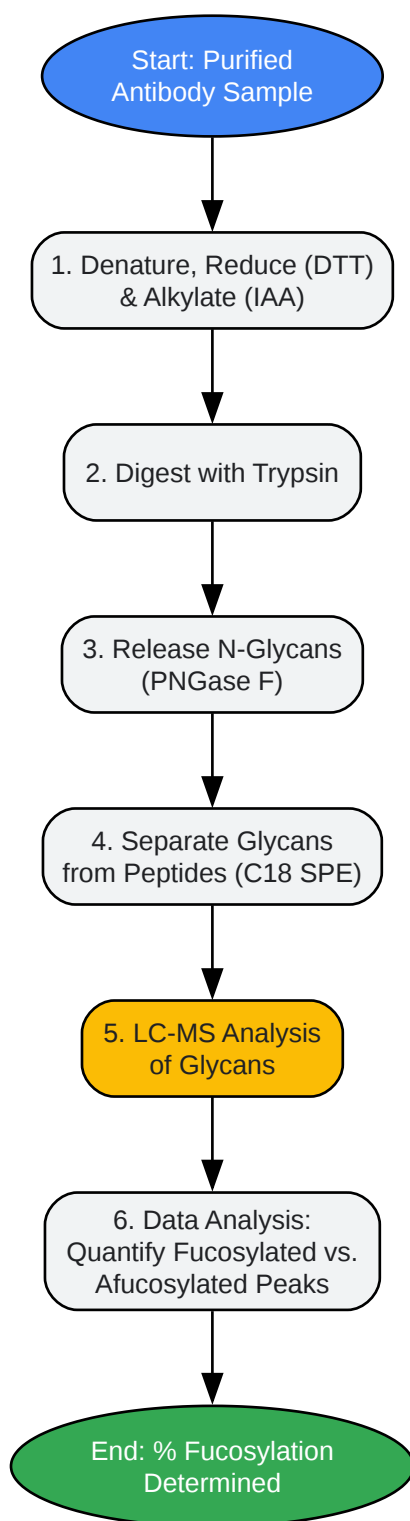 Start: Purified
Antibody Sample
1. Denature, Reduce (DTT)
& Alkylate (IAA)
2. Digest with Trypsin
3. Release N-Glycans
(PNGase F)
4. Separate Glycans
from Peptides (C18 SPE)
5. LC-MS Analysis
of Glycans
6. Data Analysis:
Quantify Fucosylated vs.
Afucosylated Peaks
End: % Fucosylation
Determined